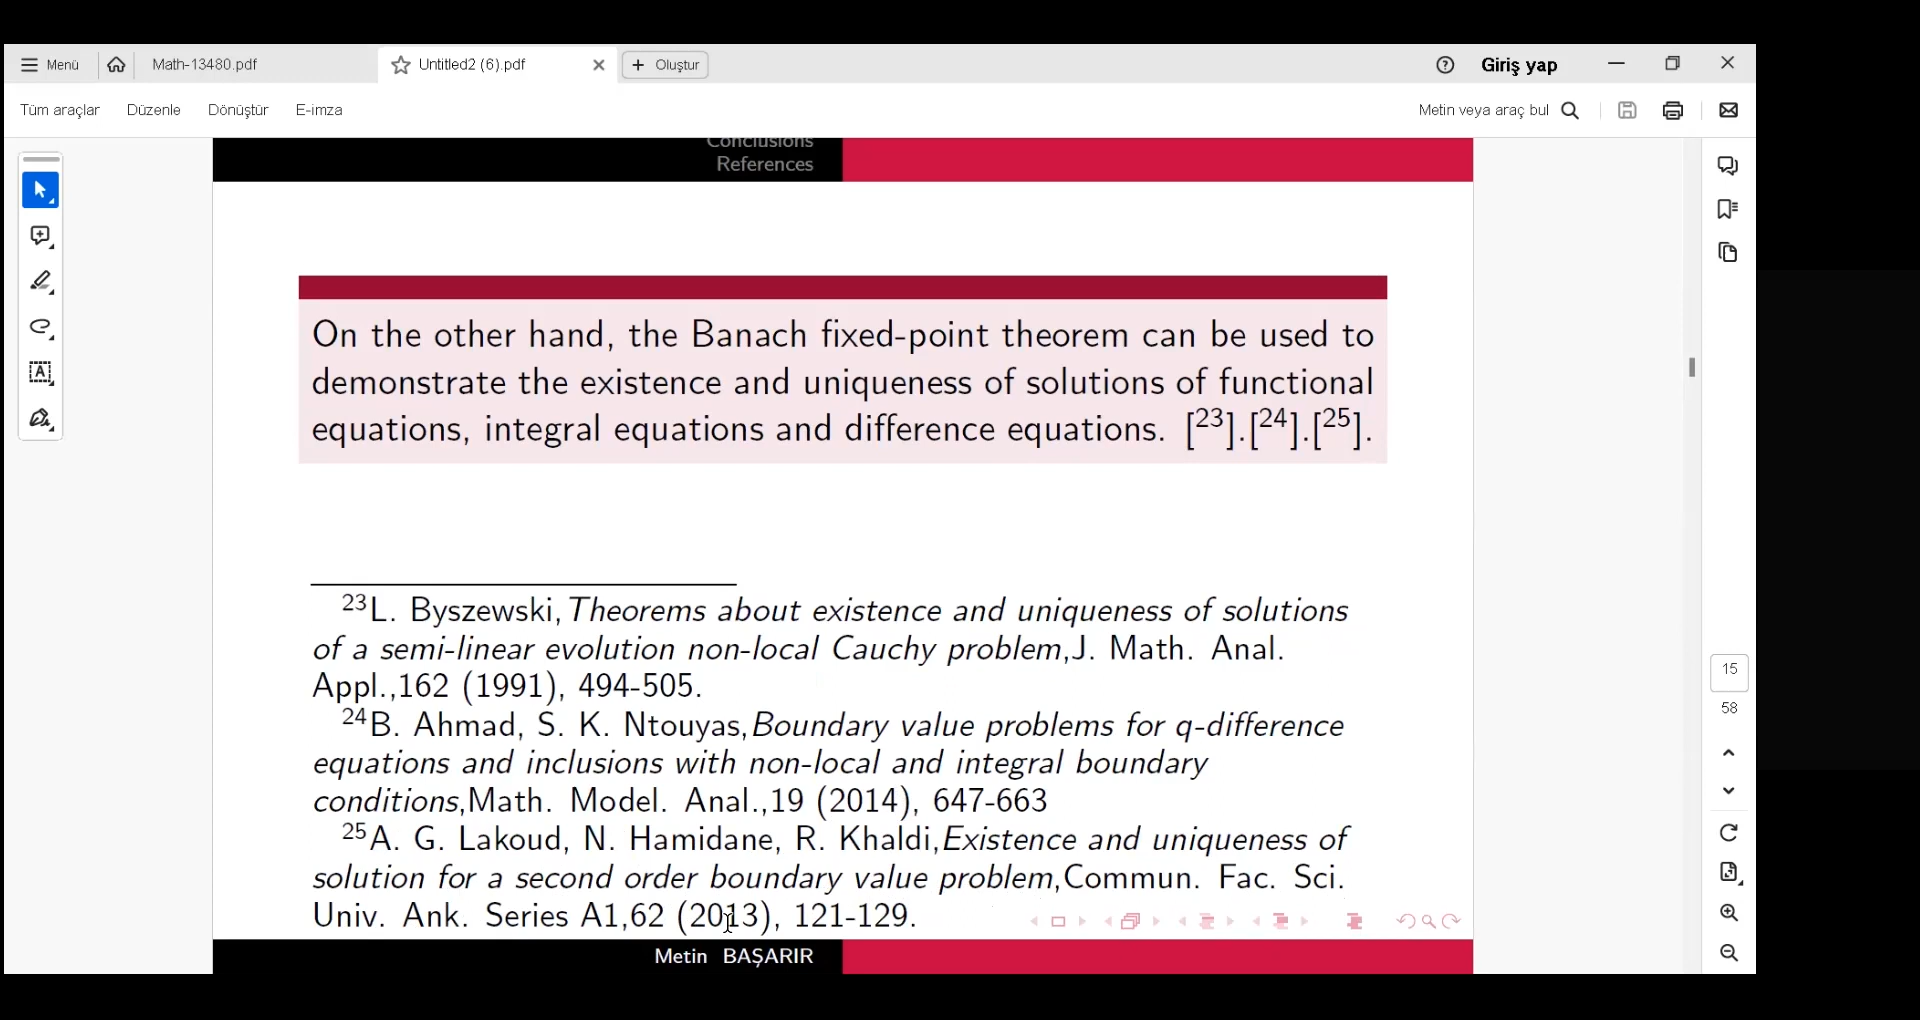 Menü
Math-13480.pdf
Untitled2 (6).pdf
Oluştur
Giriş yap
Tüm araçlar
Düzenle
Dönüştür
E-imza
Metin veya araç bul
Conclusions
References
On the other hand, the Banach fixed-point theorem can be used to
demonstrate the existence and uniqueness of solutions of functional
equations, integral equations and difference equations. [23].[24].[25].
23L. Byszewski,Theorems about existence and uniqueness of solutions
of a semi-linear evolution non-local Cauchy problem,J. Math. Anal.
Appl.,162 (1991), 494-505.
24B. Ahmad, S. K. Ntouyas,Boundary value problems for q-difference
equations and inclusions with non-local and integral boundary
conditions,Math. Model. Anal.,19 (2014), 647-663
25A. G. Lakoud, N. Hamidane, R. Khaldi,Existence and uniqueness of
solution for a second order boundary value problem,Commun. Fac. Sci.
Univ. Ank. Series A1,62 (2013), 121-129.
Metin BAŞARIR
15
58